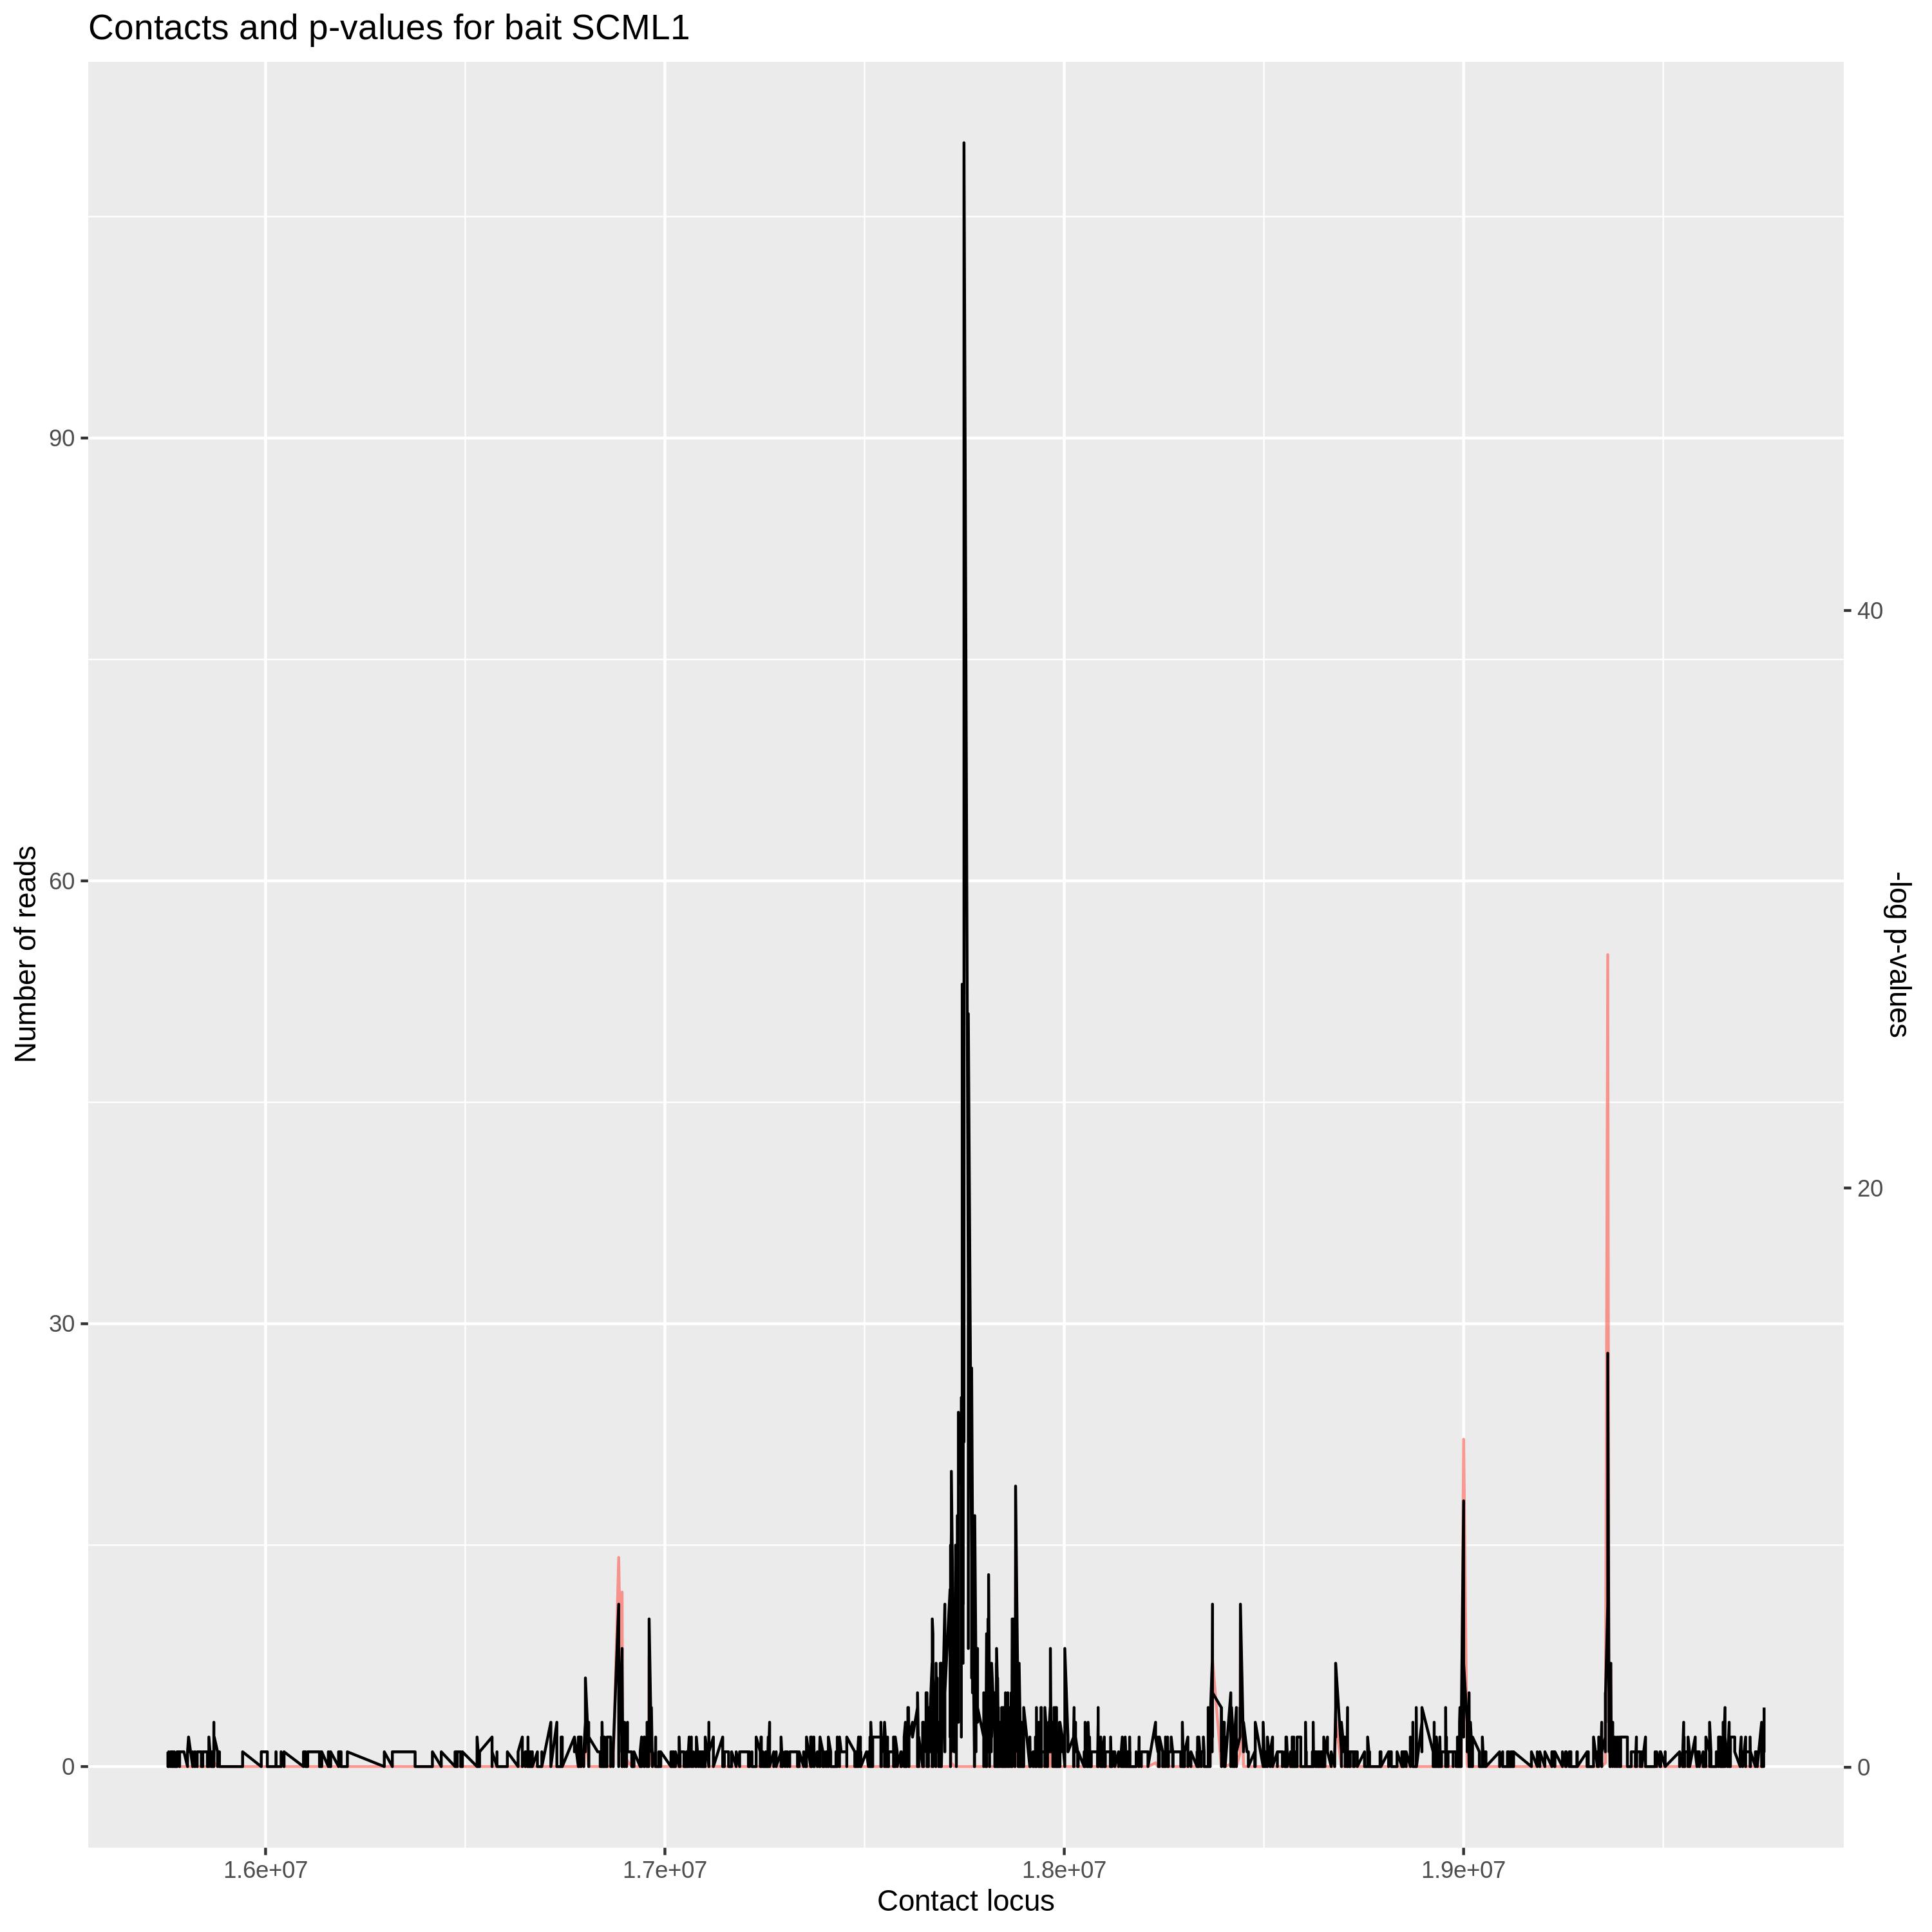 Contacts and p-values for bait SCML1
90
60
30
0
Number of reads
40
20
0
-log p-values
1.6e+07
1.7e+07
1.8e+07
1.9e+07
Contact locus